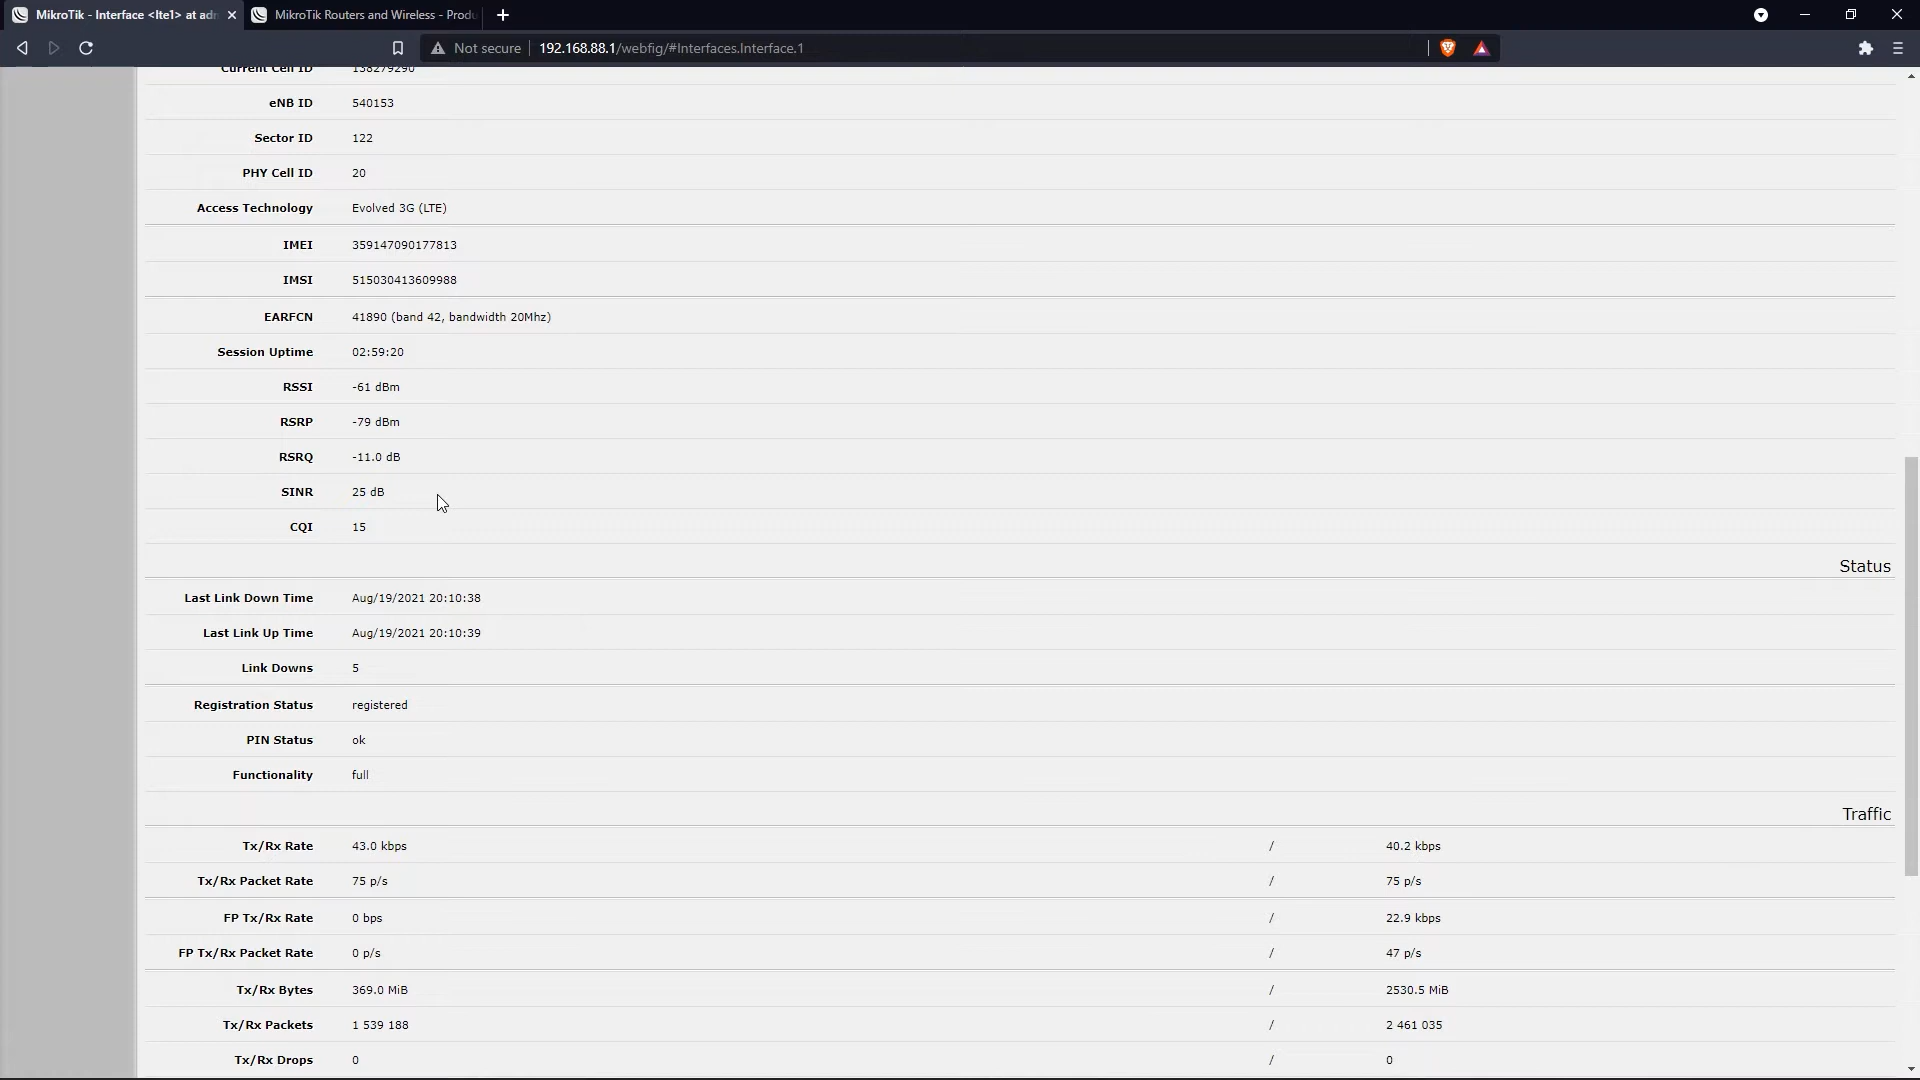 MikroTik - Interface <lte1> at adm
MikroTik Routers and Wireless - Produ
Not secure
192.168.88.1/webfig/#Interfaces.Interface.1
Current Cell ID 138279290
eNB ID 540153
Sector ID 122
PHY Cell ID 20
Access Technology Evolved 3G (LTE)
IMEI 359147090177813
IMSI 515030413609988
EARFCN 41890 (band 42, bandwidth 20Mhz)
Session Uptime 02:59:20
RSSI -61 dBm
RSRP -79 dBm
RSRQ -11.0 dB
SINR 25 dB
CQI 15
Status
Last Link Down Time Aug/19/2021 20:10:38
Last Link Up Time Aug/19/2021 20:10:39
Link Downs 5
Registration Status registered
PIN Status ok
Functionality full
Traffic
Tx/Rx Rate 43.0 kbps / 40.2 kbps
Tx/Rx Packet Rate 75 p/s / 75 p/s
FP Tx/Rx Rate 0 bps / 22.9 kbps
FP Tx/Rx Packet Rate 0 p/s / 47 p/s
Tx/Rx Bytes 369.0 MiB / 2530.5 MiB
Tx/Rx Packets 1 539 188 / 2 461 035
Tx/Rx Drops 0 / 0